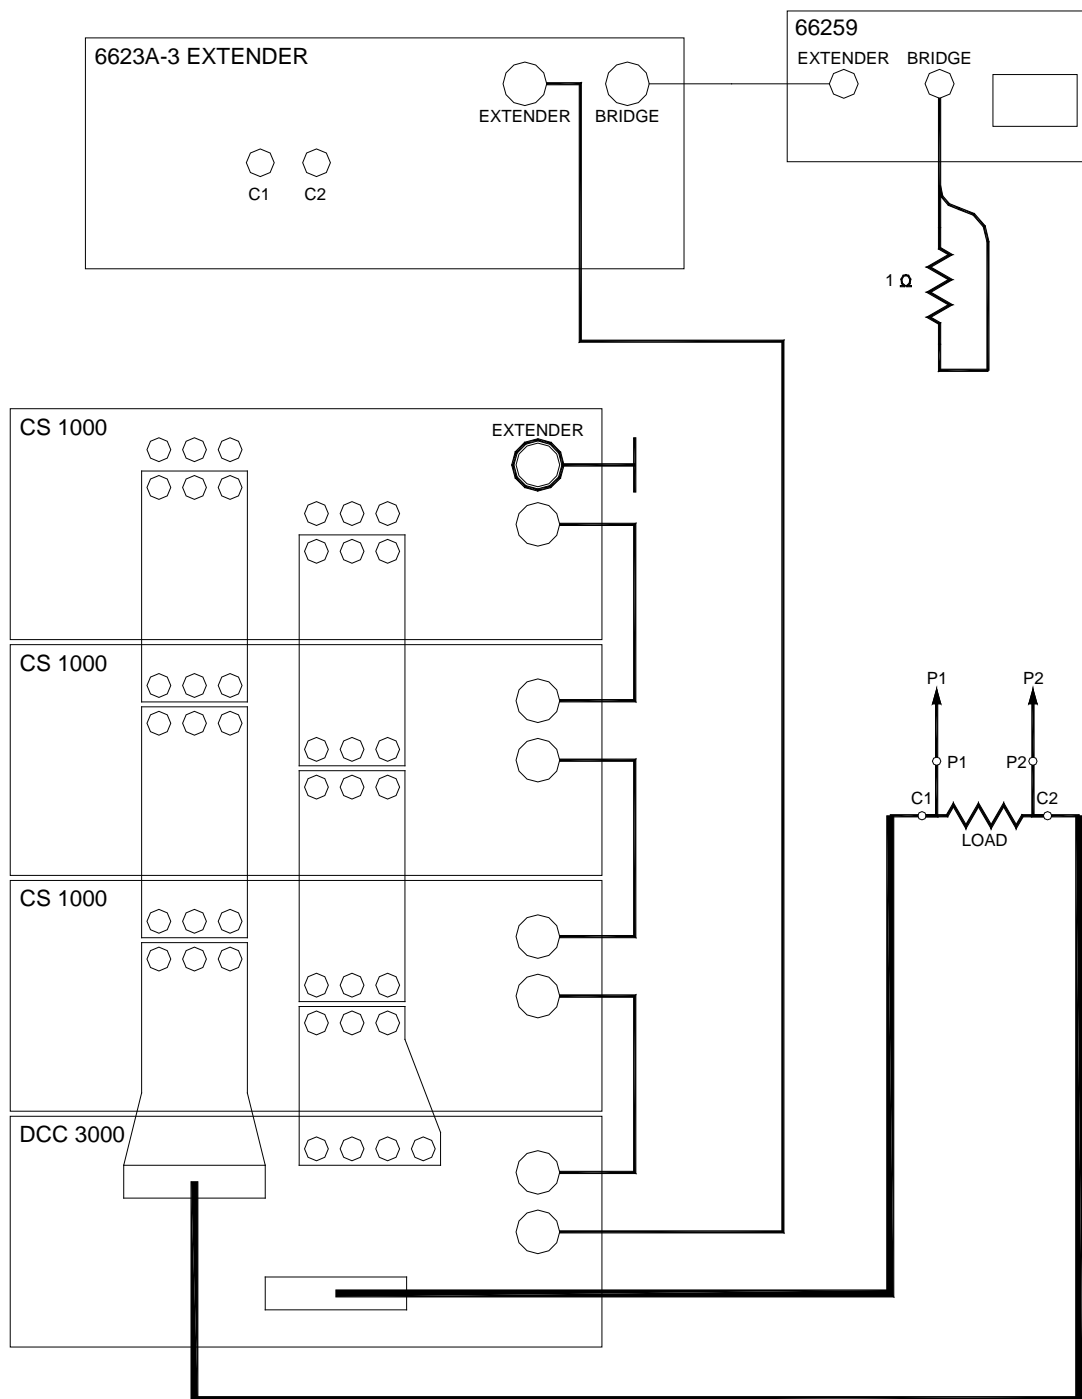 66259
6623A-3 EXTENDER
EXTENDER BRIDGE
EXTENDER BRIDGE
C1 C2
1 Ω
CS 1000
EXTENDER
CS 1000
P1 P2
P1 P2
C1 C2
LOAD
CS 1000
DCC 3000